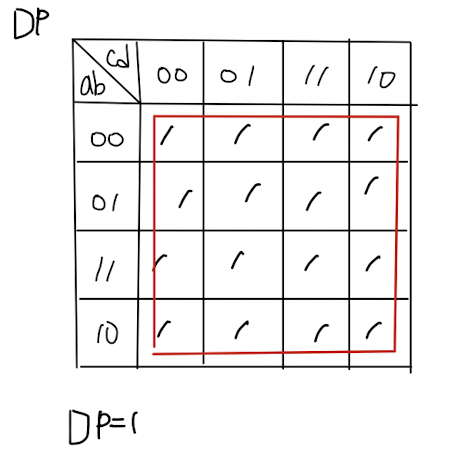 DP
cd
ab 00 01 11 10
00 1 1 1 1
01 1 1 1 1
11 1 1 1 1
10 1 1 1 1
DP=1